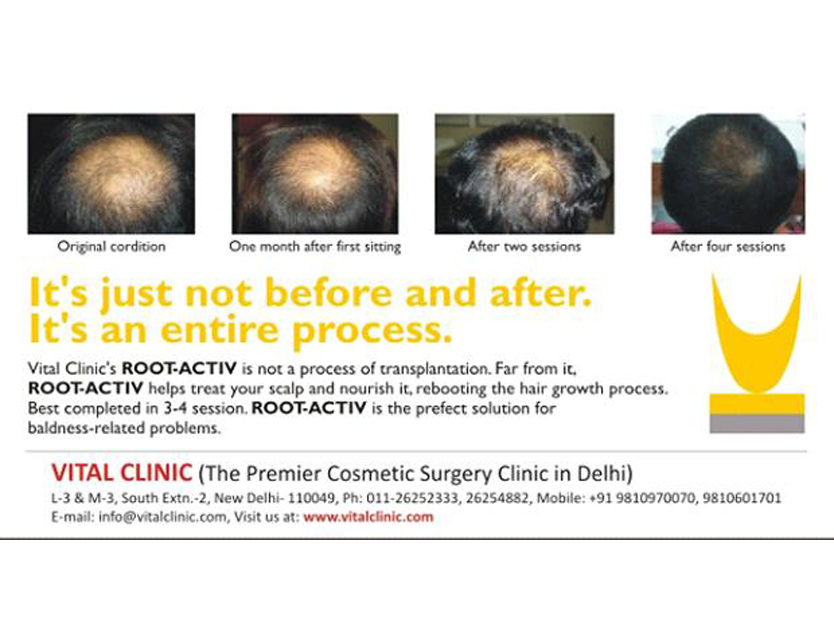 Original cordition
One month after first sitting
After two sessions
After four sessions
It's just not before and after.
It's an entire process.
Vital Clinic's ROOT-ACTIV is not a process of transplantation. Far from it,
ROOT-ACTIV helps treat your scalp and nourish it, rebooting the hair growth process.
Best completed in 3-4 session. ROOT-ACTIV is the prefect solution for
baldness-related problems.
VITAL CLINIC (The Premier Cosmetic Surgery Clinic in Delhi)
L-3 & M-3, South Extn.-2, New Delhi- 110049, Ph: 011-26252333, 26254882, Mobile: +91 9810970070, 9810601701
E-mail: info@vitalclinic.com, Visit us at: www.vitalclinic.com